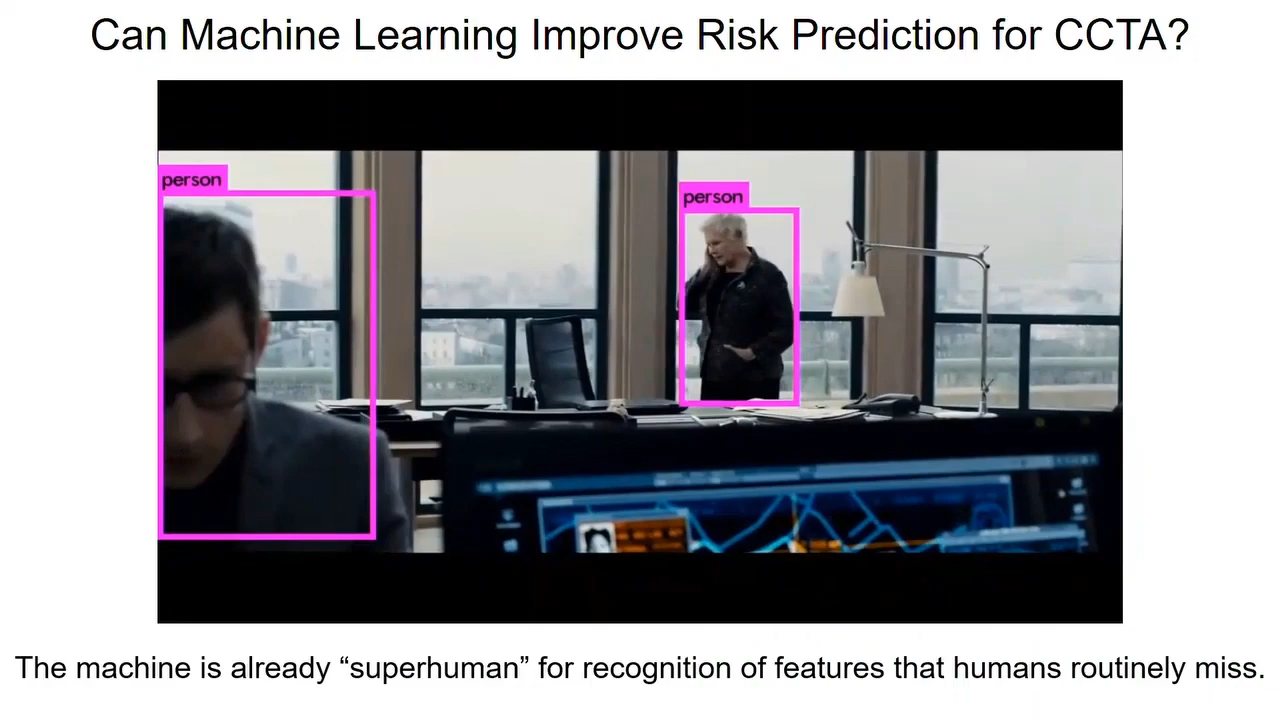 Can Machine Learning Improve Risk Prediction for CCTA?
person
person
The machine is already “superhuman” for recognition of features that humans routinely miss.